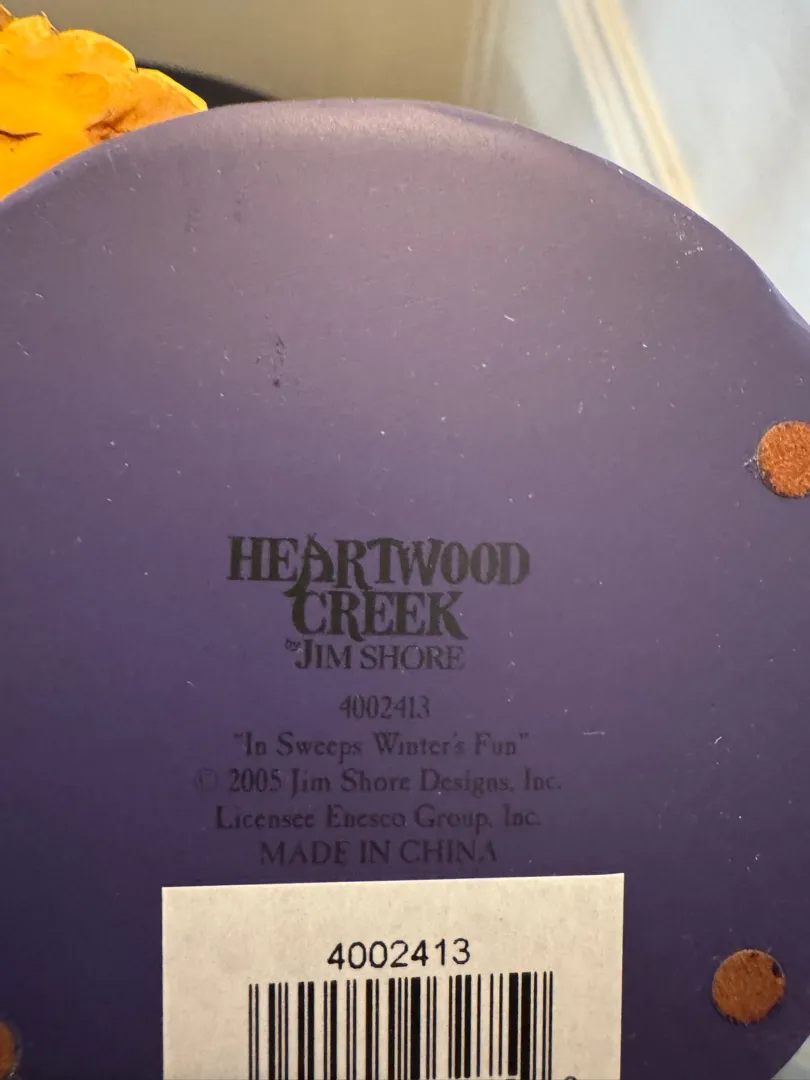 HEARTWOOD
CREEK
by JIM SHORE
4002413
"In Sweeps Winter's Fun"
© 2005 Jim Shore Designs, Inc.
Licensee Enesco Group, Inc.
MADE IN CHINA
4002413